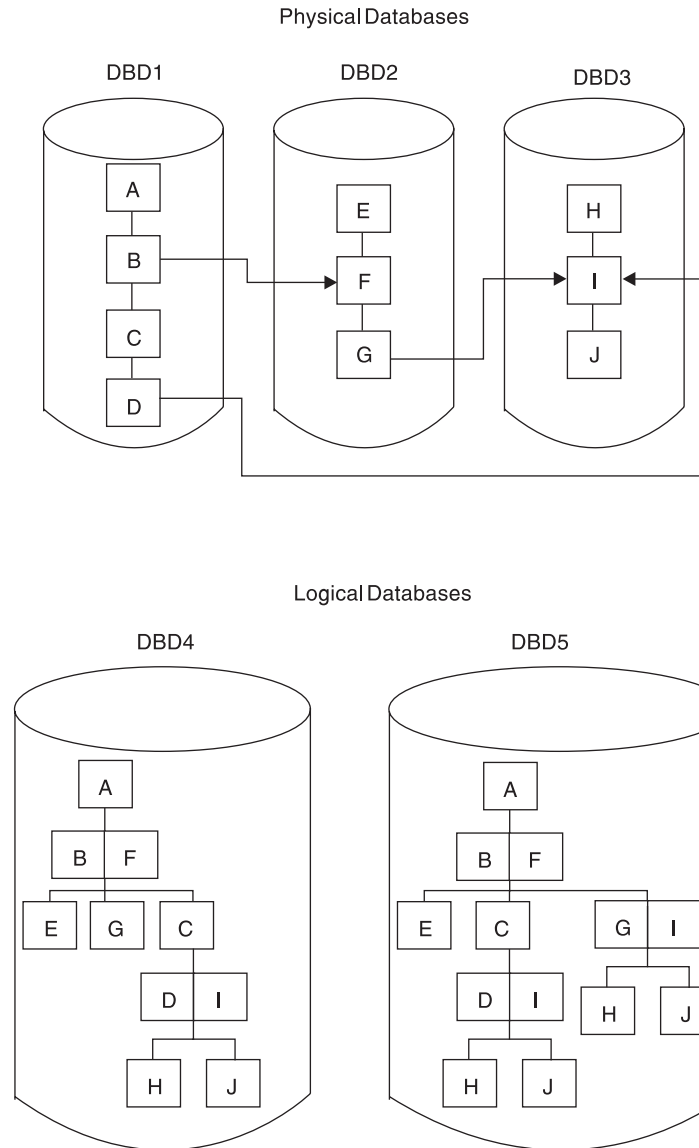 Physical Databases
DBD1 DBD2 DBD3
A
E H
B
F I
C
G J
D
Logical Databases
DBD4 DBD5
A A
B F B F
E G C E C G I
D I D I H J
H J H J